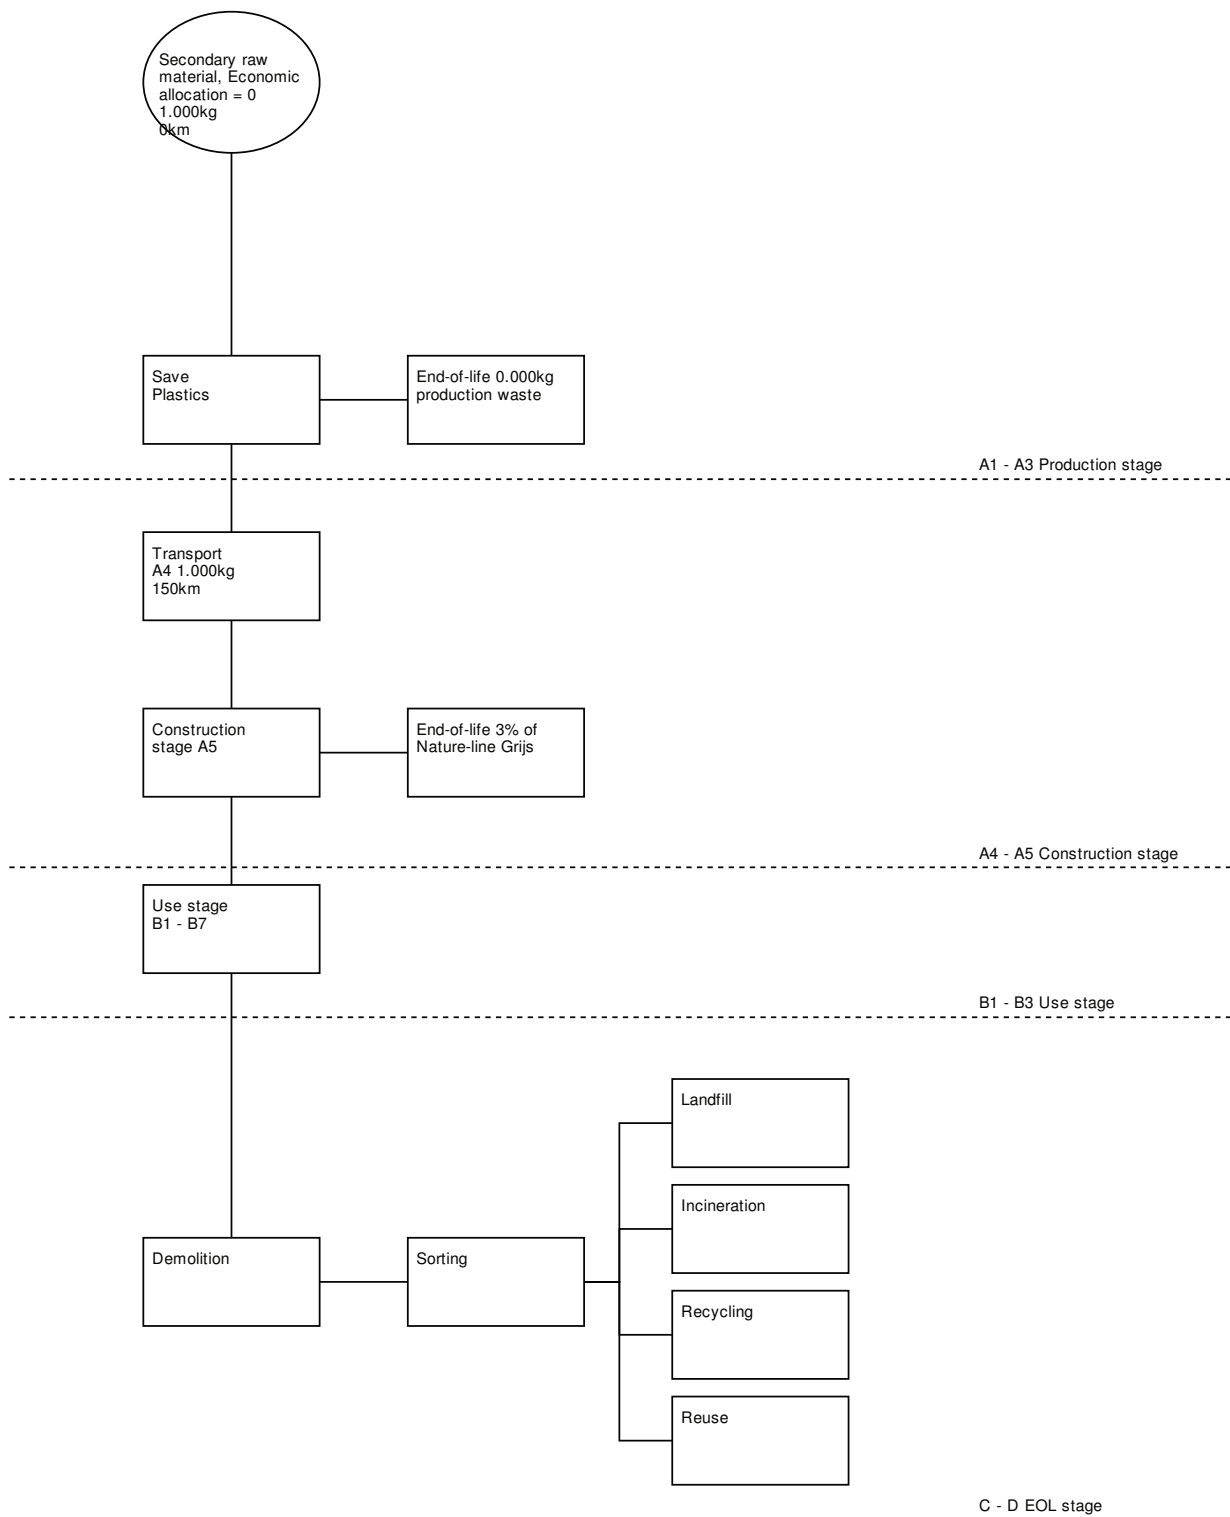 Secondary raw
material, Economic
allocation = 0
1.000kg
0km
Save
Plastics
End-of-life 0.000kg
production waste
A1 - A3 Production stage
Transport
A4 1.000kg
150km
Construction
stage A5
End-of-life 3% of
Nature-line Grijs
A4 - A5 Construction stage
Use stage
B1 - B7
B1 - B3 Use stage
Landfill
Incineration
Demolition
Sorting
Recycling
Reuse
C - D EOL stage